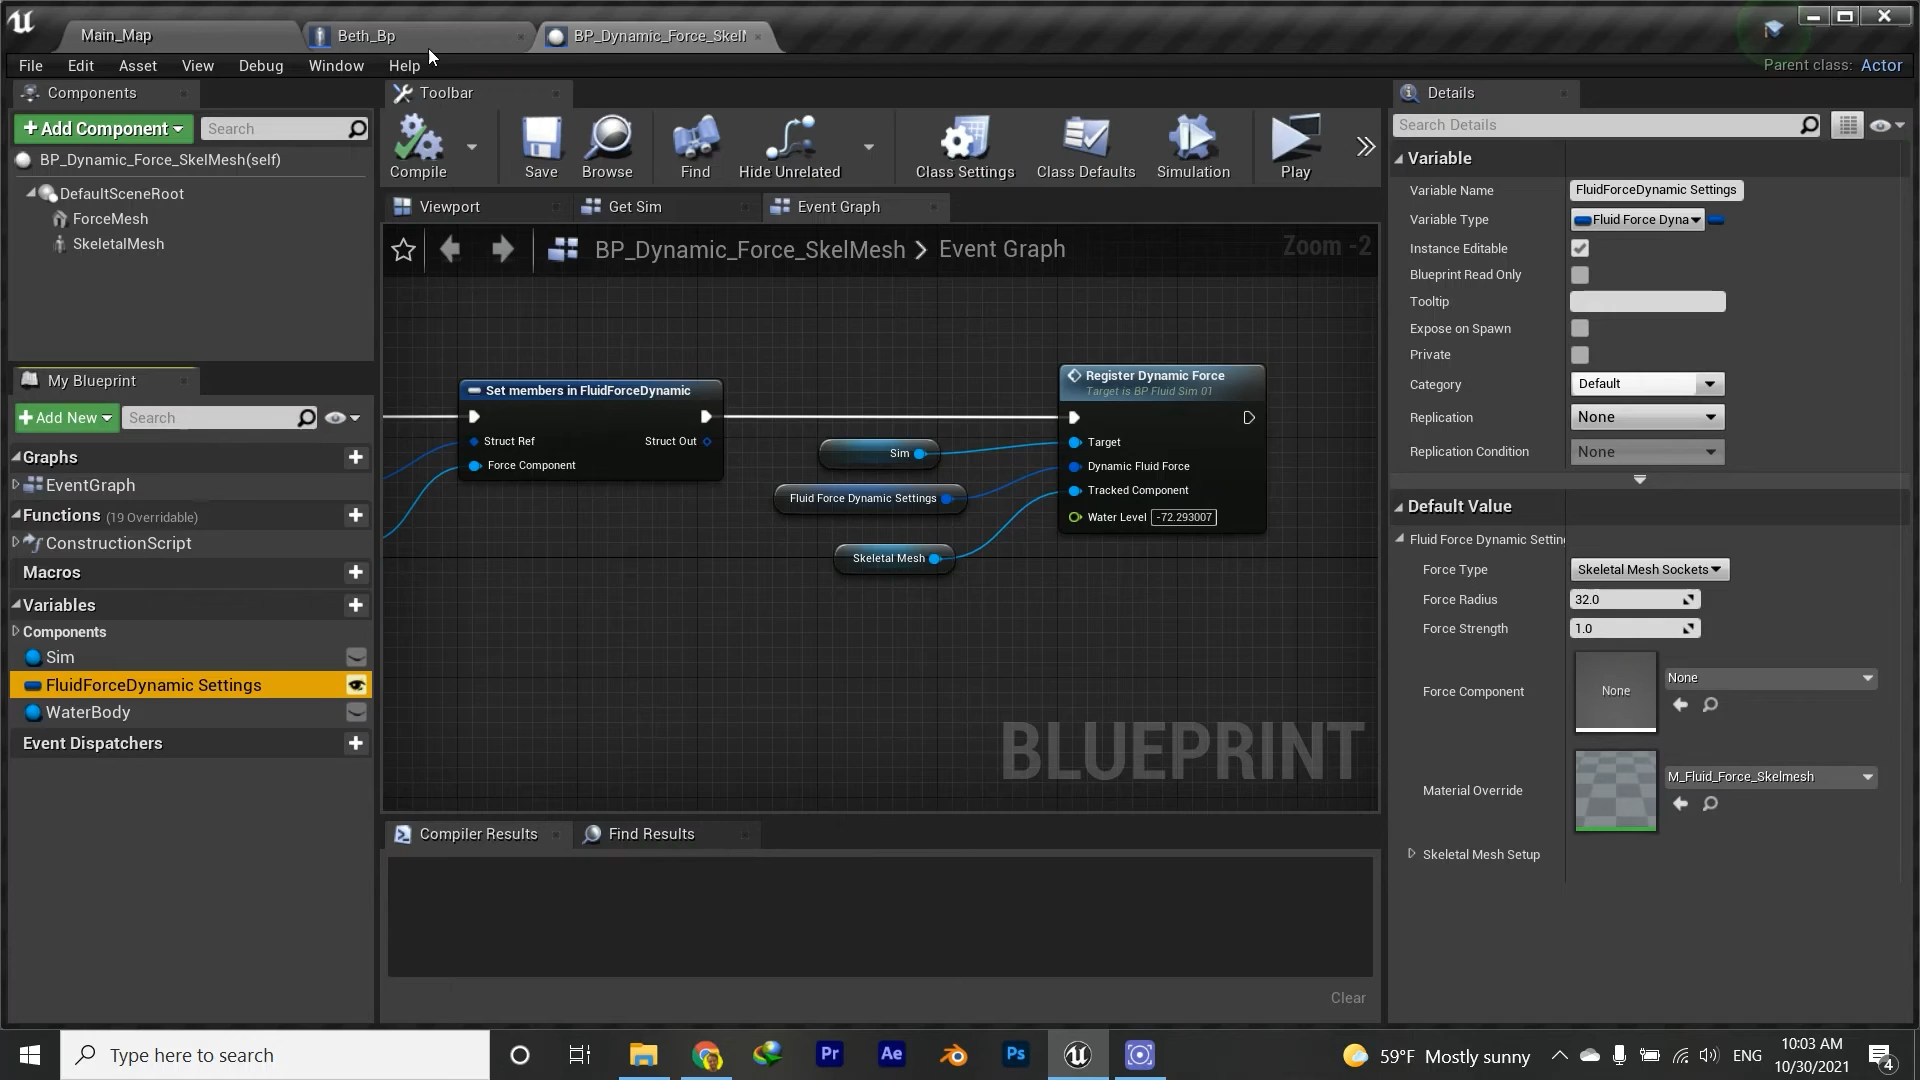 Main_Map
Beth_Bp
BP_Dynamic_Force_Skel
File Edit Asset View Debug Window Help
Parent class: Actor
Components
Add Component
Search
BP_Dynamic_Force_SkelMesh(self)
DefaultSceneRoot
ForceMesh
SkeletalMesh
My Blueprint
Add New
Search
Graphs
EventGraph
Functions (19 Overridable)
ConstructionScript
Macros
Variables
Components
Sim
FluidForceDynamic Settings
WaterBody
Event Dispatchers
Toolbar
Compile
Save
Browse
Find
Hide Unrelated
Class Settings
Class Defaults
Simulation
Play
Viewport
Get Sim
Event Graph
BP_Dynamic_Force_SkelMesh > Event Graph
Zoom -2
Set members in FluidForceDynamic
Struct Ref
Struct Out
Force Component
Sim
Fluid Force Dynamic Settings
Skeletal Mesh
Register Dynamic Force
Target is BP Fluid Sim 01
Target
Dynamic Fluid Force
Tracked Component
Water Level -72.293007
BLUEPRINT
Compiler Results
Find Results
Clear
Details
Search Details
Variable
Variable Name FluidForceDynamic Settings
Variable Type Fluid Force Dyna
Instance Editable
Blueprint Read Only
Tooltip
Expose on Spawn
Private
Category Default
Replication None
Replication Condition None
Default Value
Fluid Force Dynamic Settin
Force Type Skeletal Mesh Sockets
Force Radius 32.0
Force Strength 1.0
Force Component None None
Material Override M_Fluid_Force_Skelmesh
Skeletal Mesh Setup
Type here to search
Pr
Ae
Ps
59°F Mostly sunny
ENG
10:03 AM
10/30/2021
4